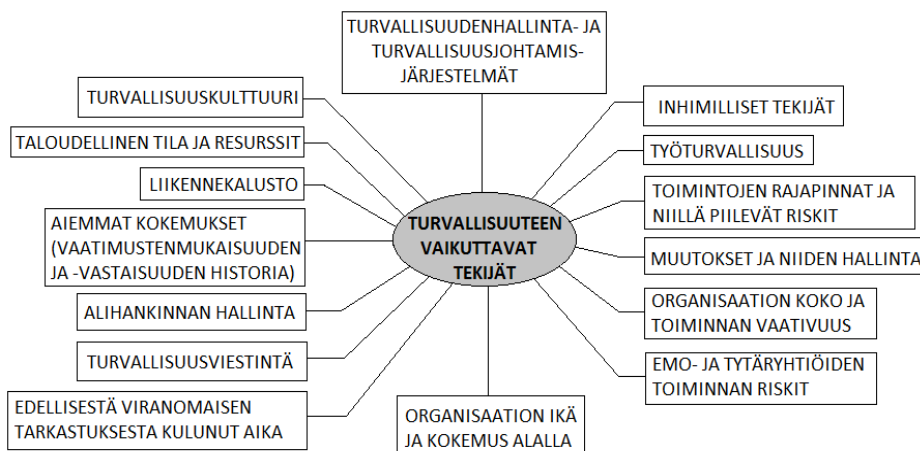 TURVALLISUUDENHALLINTA- JA
TURVALLISUUSJOHTAMIS-
JÄRJESTELMÄT
TURVALLISUUSKULTTUURI
TALOUDELLINEN TILA JA RESURSSIT
LIIKENNEKALUSTO
AIEMMAT KOKEMUKSET
(VAATIMUSTENMUKAISUUDEN
JA -VASTAISUUDEN HISTORIA)
ALIHANKINNAN HALLINTA
TURVALLISUUSVIESTINTÄ
EDELLISESTÄ VIRANOMAISEN
TARKASTUKSESTA KULUNUT AIKA
TURVALLISUUTEEN
VAIKUTTAVAT
TEKIJÄT
INHIMILLISET TEKIJÄT
TYÖTURVALLISUUS
TOIMINTOJEN RAJAPINNAT JA
NIILLÄ PIILEVÄT RISKIT
MUUTOKSET JA NIIDEN HALLINTA
ORGANISAATION KOKO JA
TOIMINNAN VAATIVUUS
EMO- JA TYTÄRYHTIÖIDEN
TOIMINNAN RISKIT
ORGANISAATION IKÄ
JA KOKEMUS ALALLA